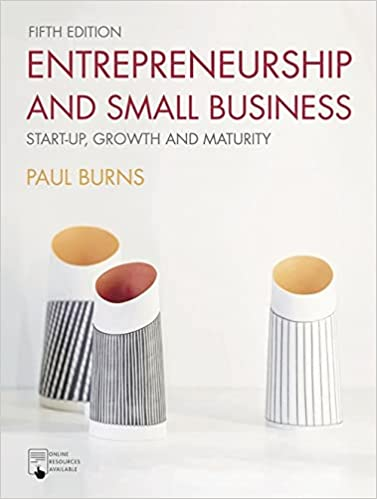 FIFTH EDITION
ENTREPRENEURSHIP
AND SMALL BUSINESS
START-UP, GROWTH AND MATURITY
PAUL BURNS
ONLINE
RESOURCES
AVAILABLE